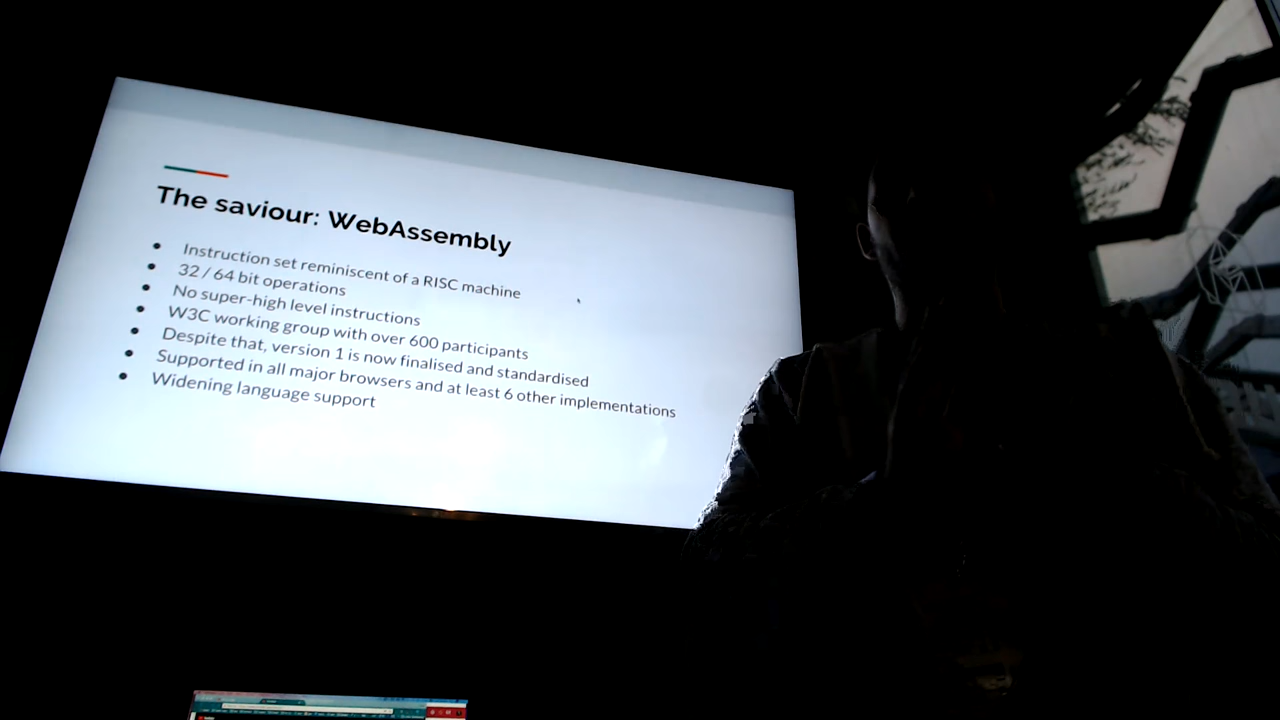 The saviour: WebAssembly
Instruction set reminiscent of a RISC machine
32 / 64 bit operations
No super-high level instructions
W3C working group with over 600 participants
Despite that, version 1 is now finalised and standardised
Supported in all major browsers and at least 6 other implementations
Widening language support